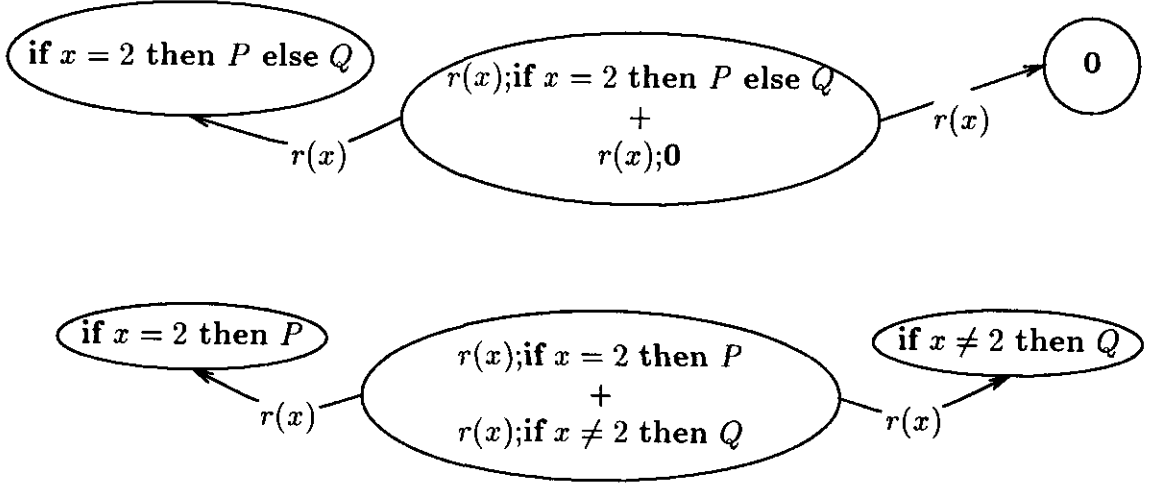 if x = 2 then P else Q
r(x);if x = 2 then P else Q
+
r(x);0
0
r(x)
r(x)
if x = 2 then P
r(x);if x = 2 then P
+
r(x);if x ≠ 2 then Q
if x ≠ 2 then Q
r(x)
r(x)